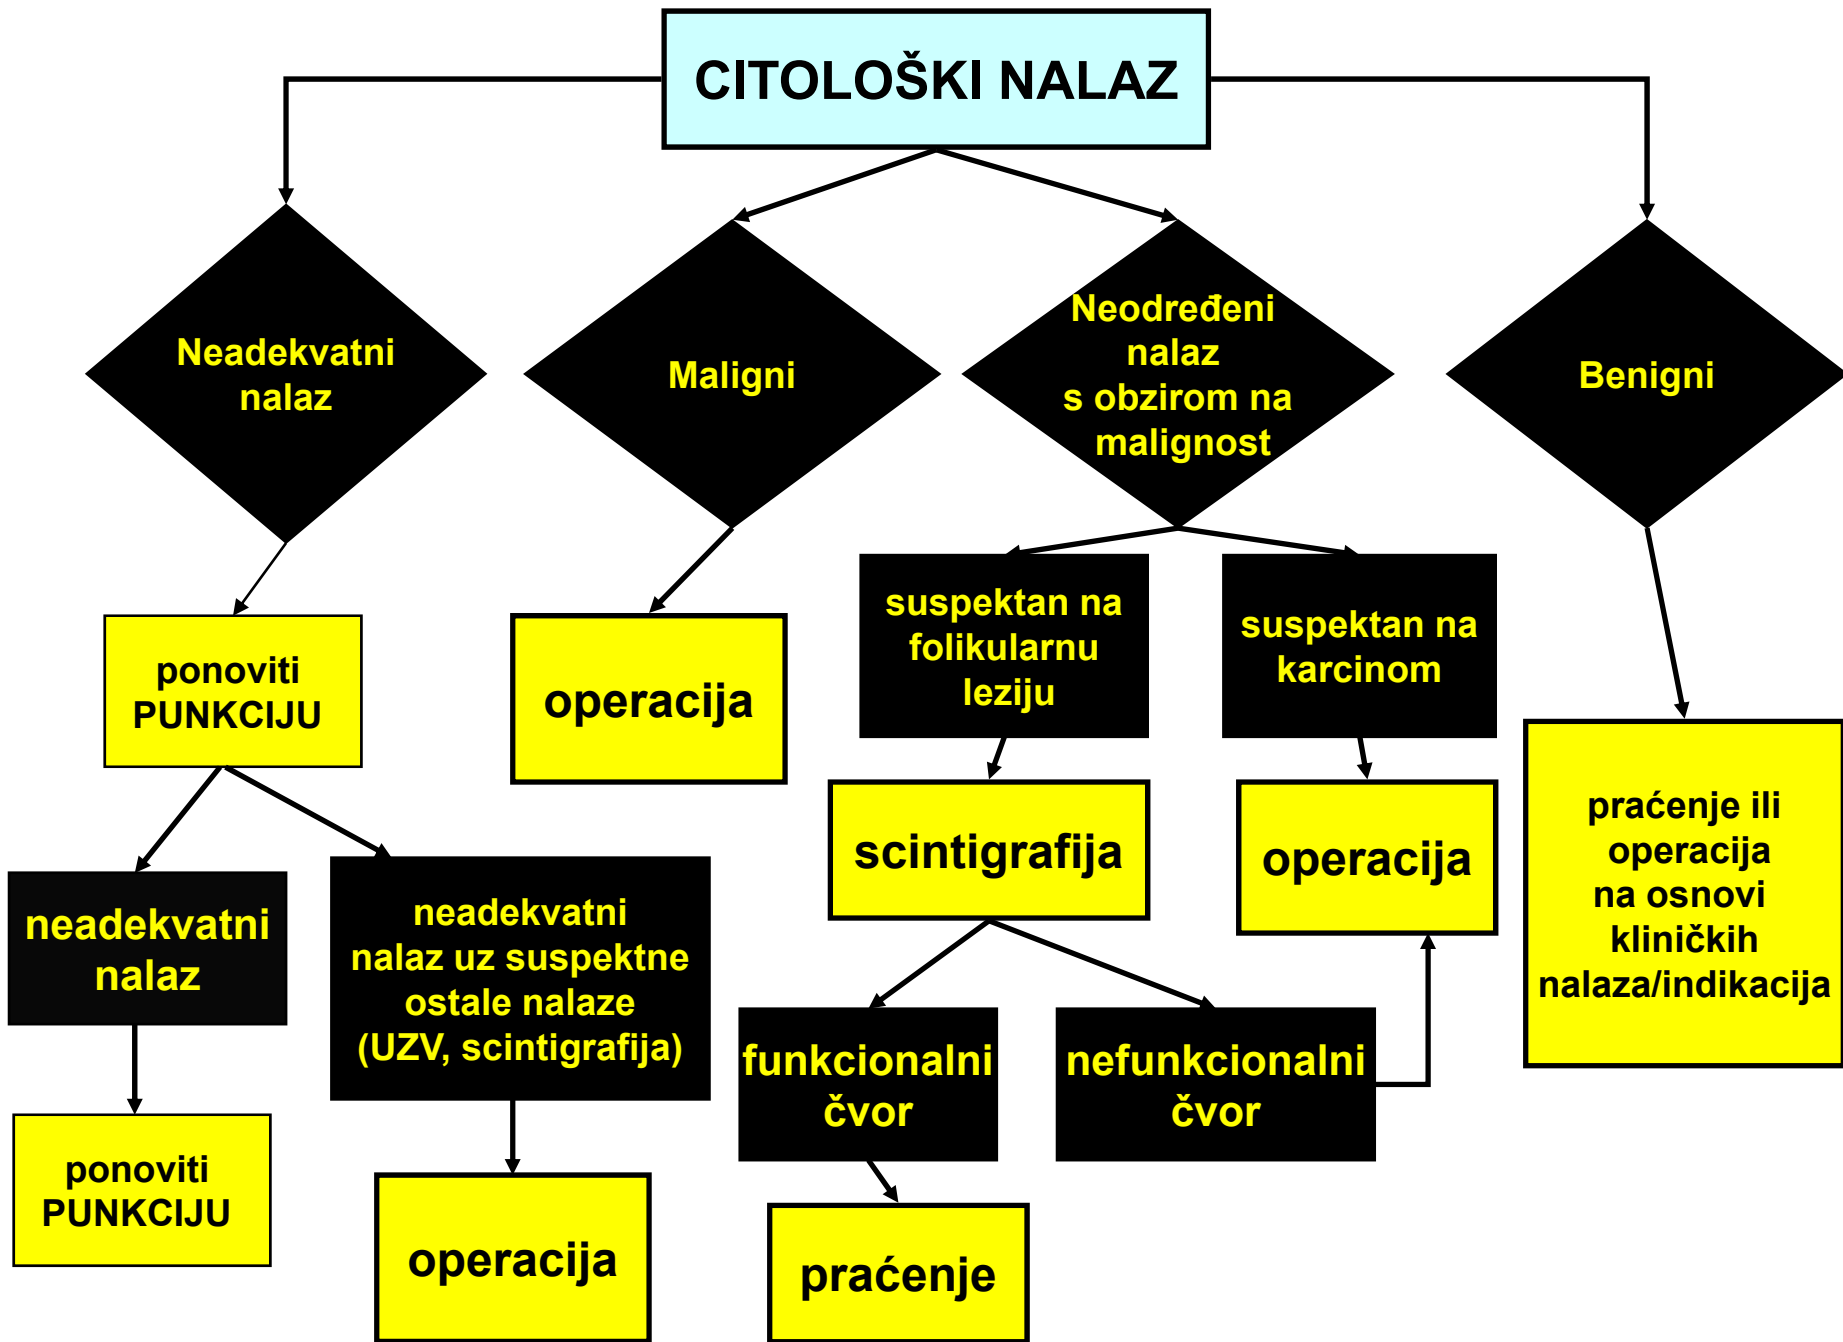 CITOLOŠKI NALAZ
Neadekvatni
nalaz
Maligni
Neodređeni
nalaz
s obzirom na
malignost
Benigni
ponoviti
PUNKCIJU
operacija
suspektan na
folikularnu
leziju
suspektan na
karcinom
praćenje ili
operacija
na osnovi
kliničkih
nalaza/indikacija
scintigrafija
operacija
neadekvatni
nalaz
neadekvatni
nalaz uz suspektne
ostale nalaze
(UZV, scintigrafija)
funkcionalni
čvor
nefunkcionalni
čvor
ponoviti
PUNKCIJU
operacija
praćenje